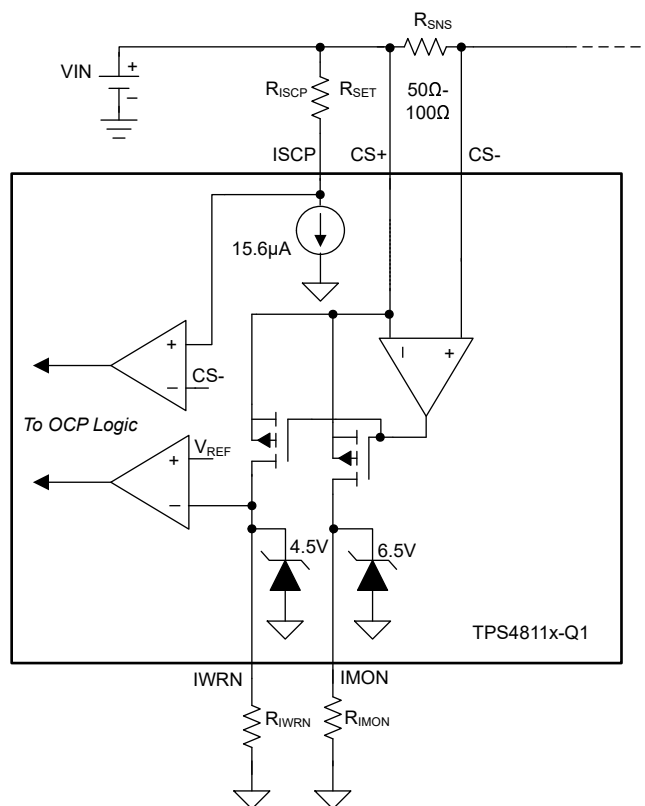 R_SNS
VIN
+
−
R_ISCP
R_SET
50Ω-
100Ω
ISCP
CS+
CS-
15.6µA
+
−
CS-
−
+
To OCP Logic
V_REF
+
−
4.5V
6.5V
TPS4811x-Q1
IWRN
IMON
R_IWRN
R_IMON